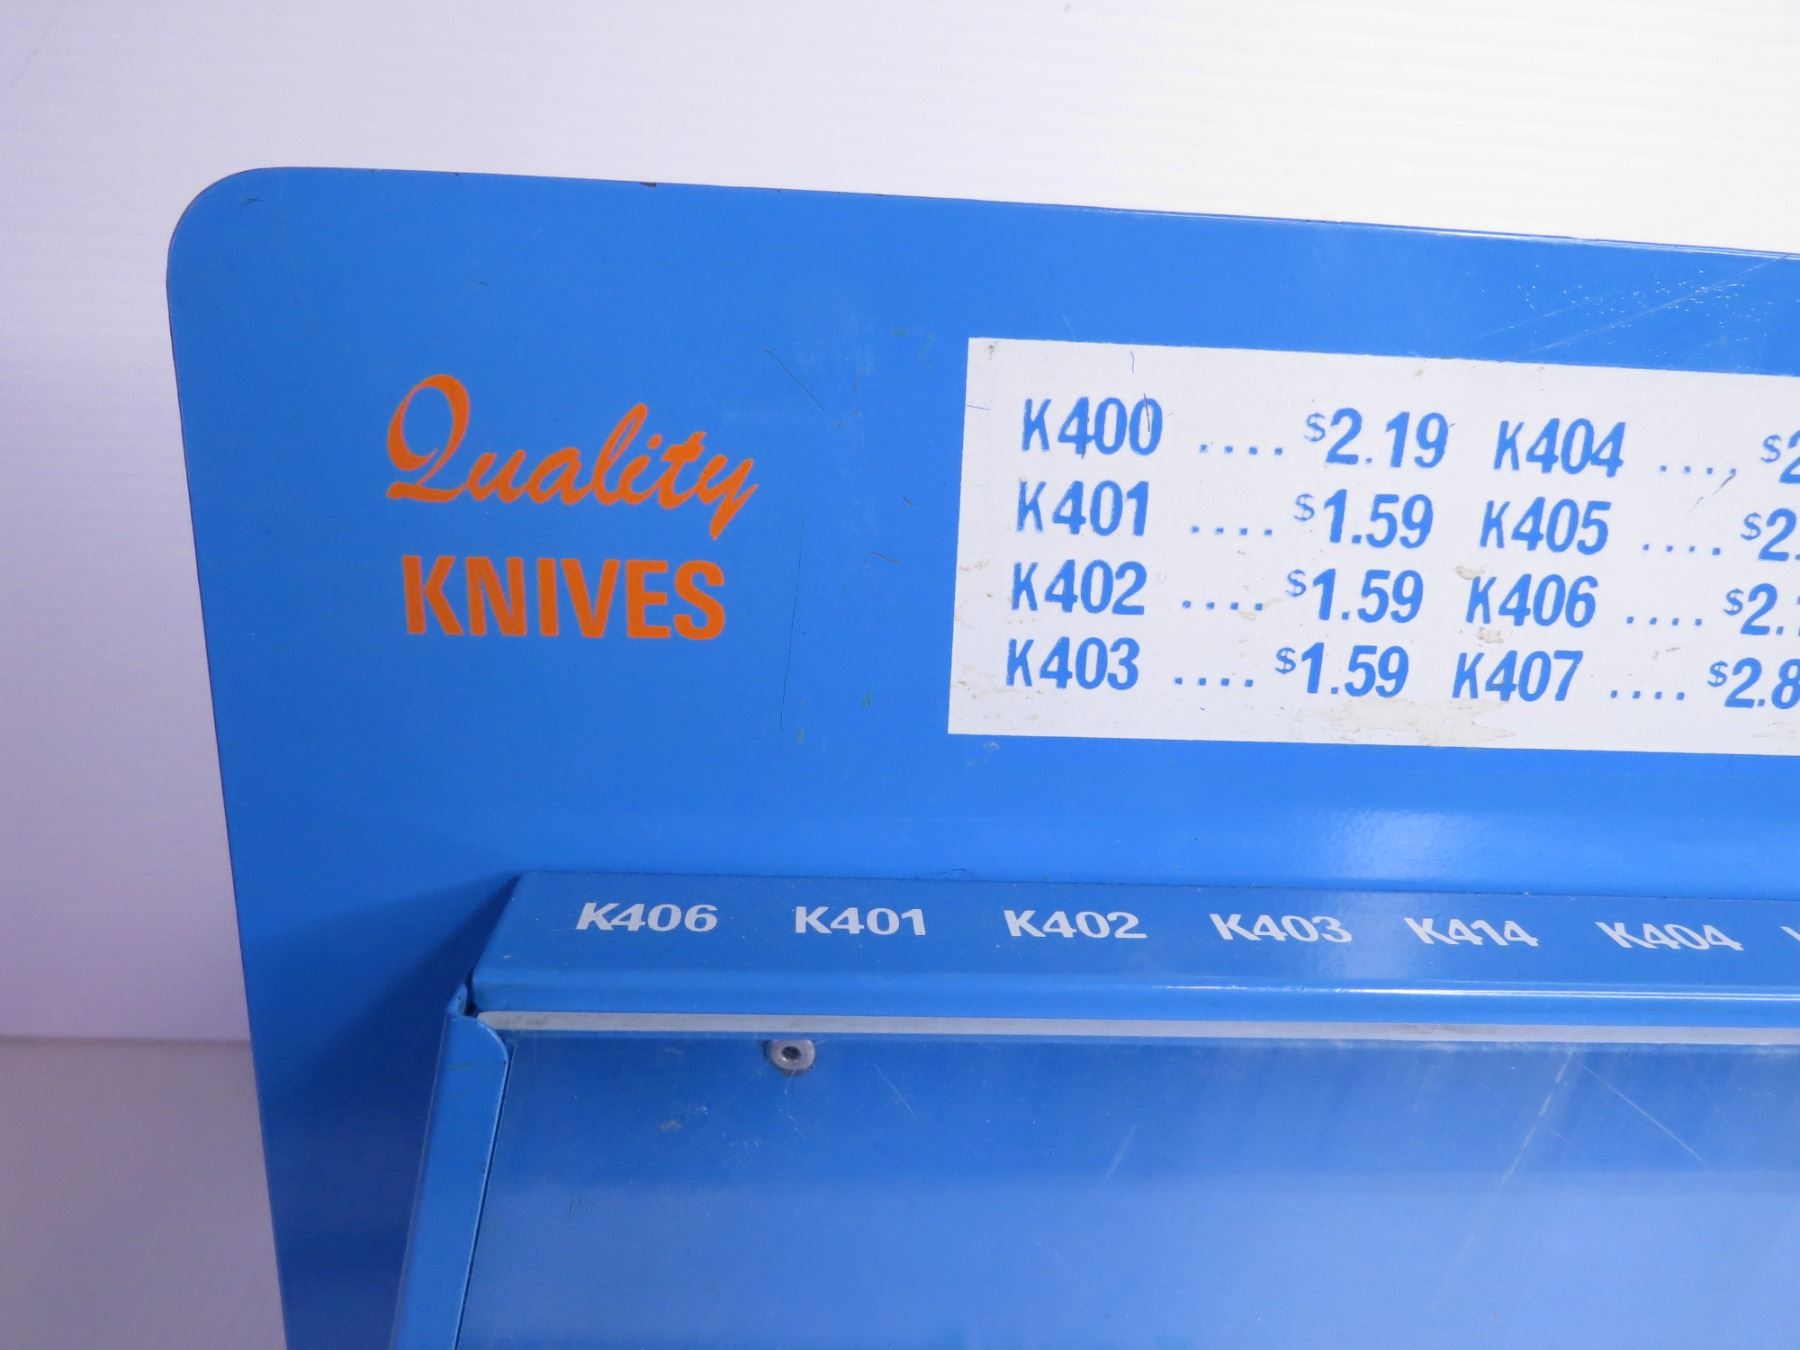 Quality
KNIVES
K400 .... $2.19 K404 ....
K401 .... $1.59 K405 ....
K402 .... $1.59 K406 ....
K403 .... $1.59 K407 ....
K406 K401 K402 K403 K414 K404